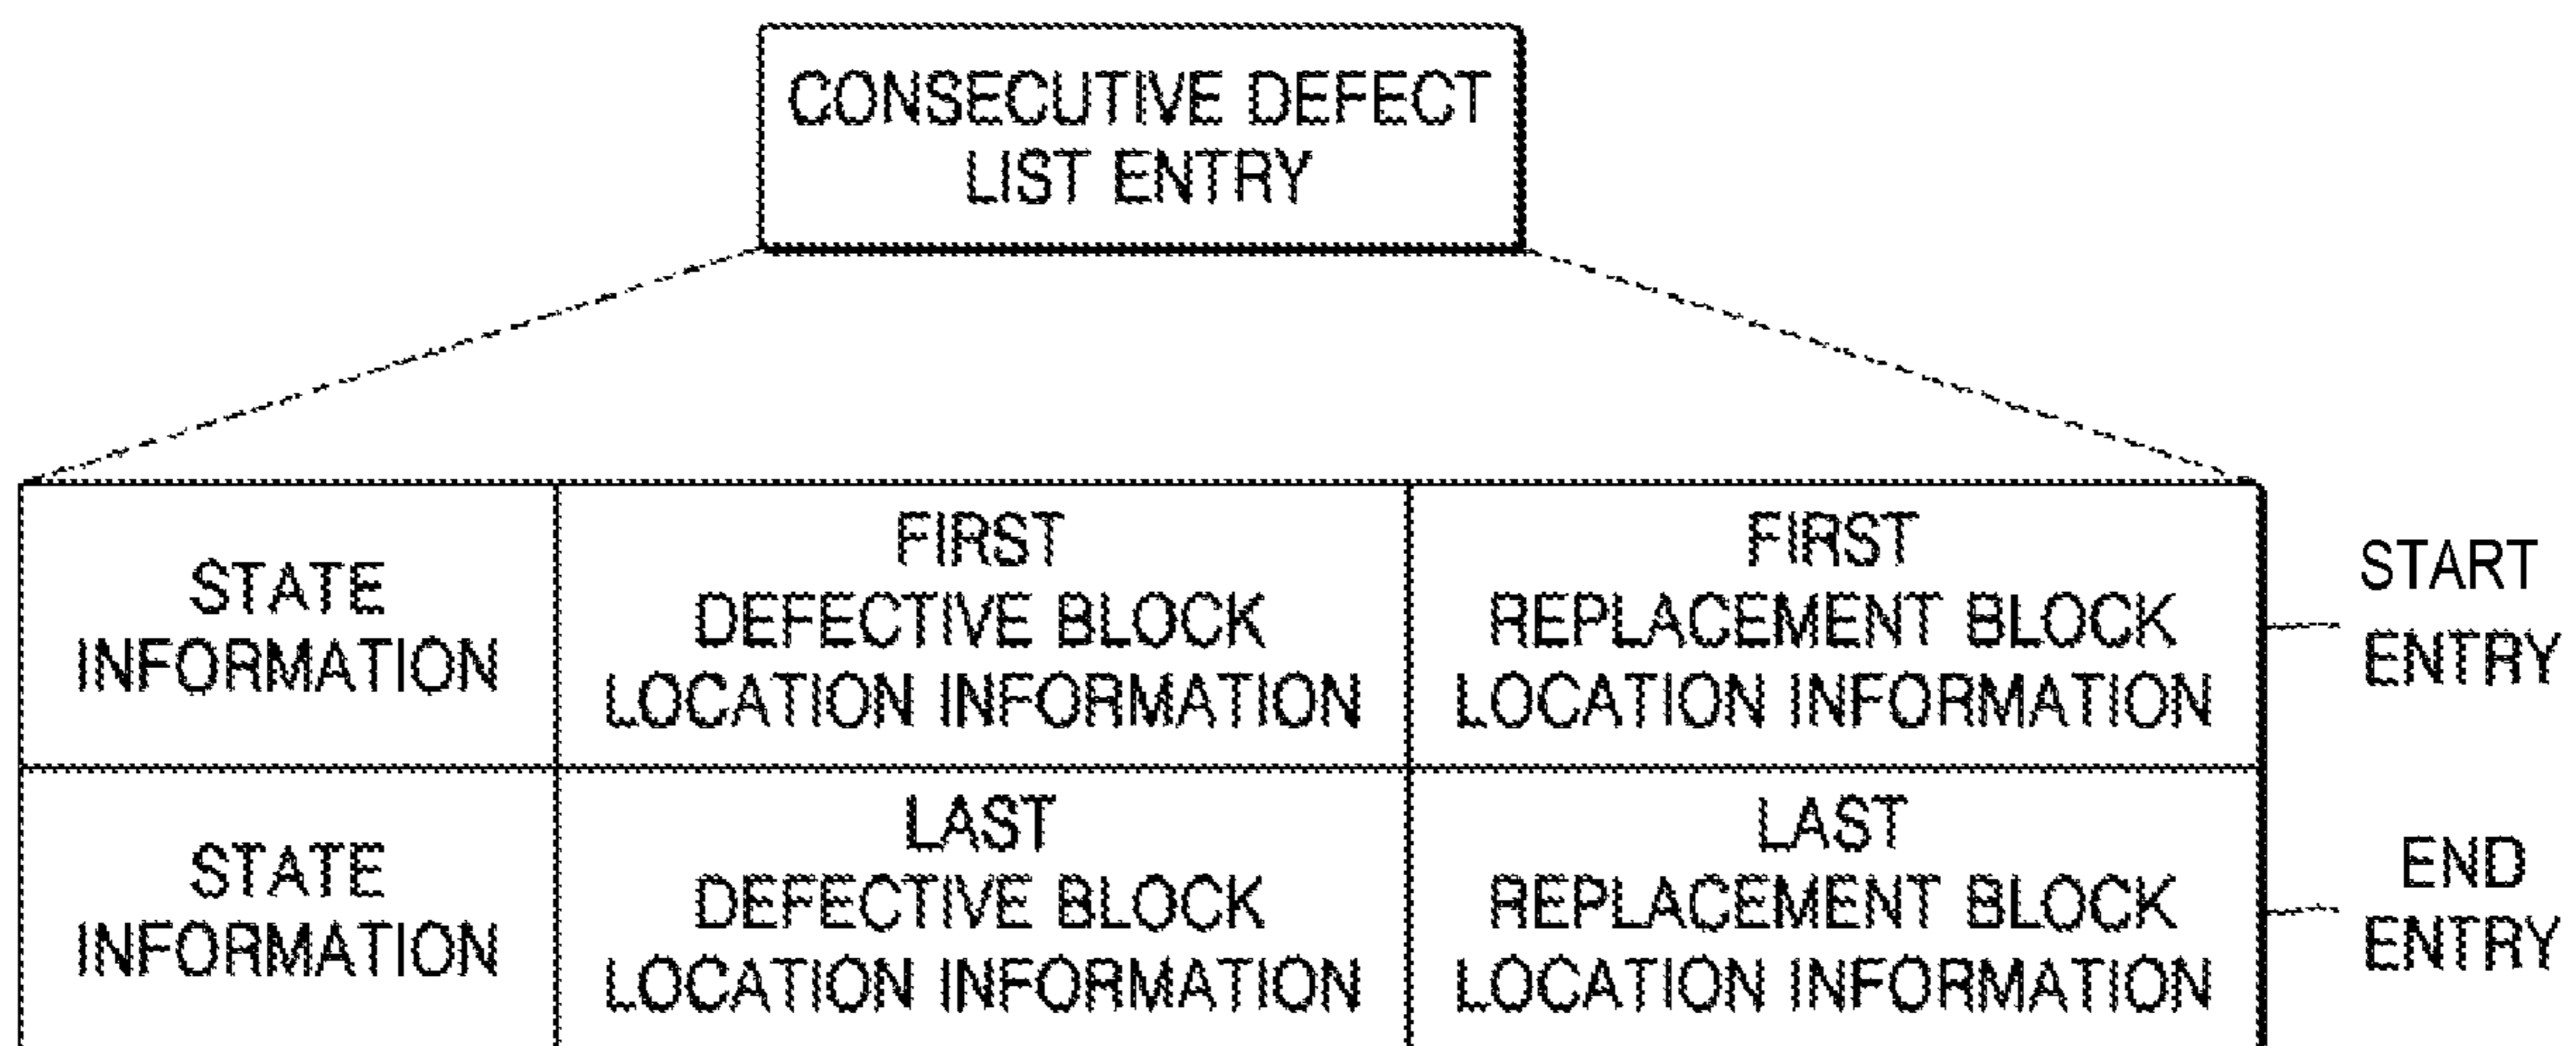 CONSECUTIVE DEFECT
LIST ENTRY
STATE
INFORMATION
FIRST
DEFECTIVE BLOCK
LOCATION INFORMATION
FIRST
REPLACEMENT BLOCK
LOCATION INFORMATION
START
ENTRY
STATE
INFORMATION
LAST
DEFECTIVE BLOCK
LOCATION INFORMATION
LAST
REPLACEMENT BLOCK
LOCATION INFORMATION
END
ENTRY